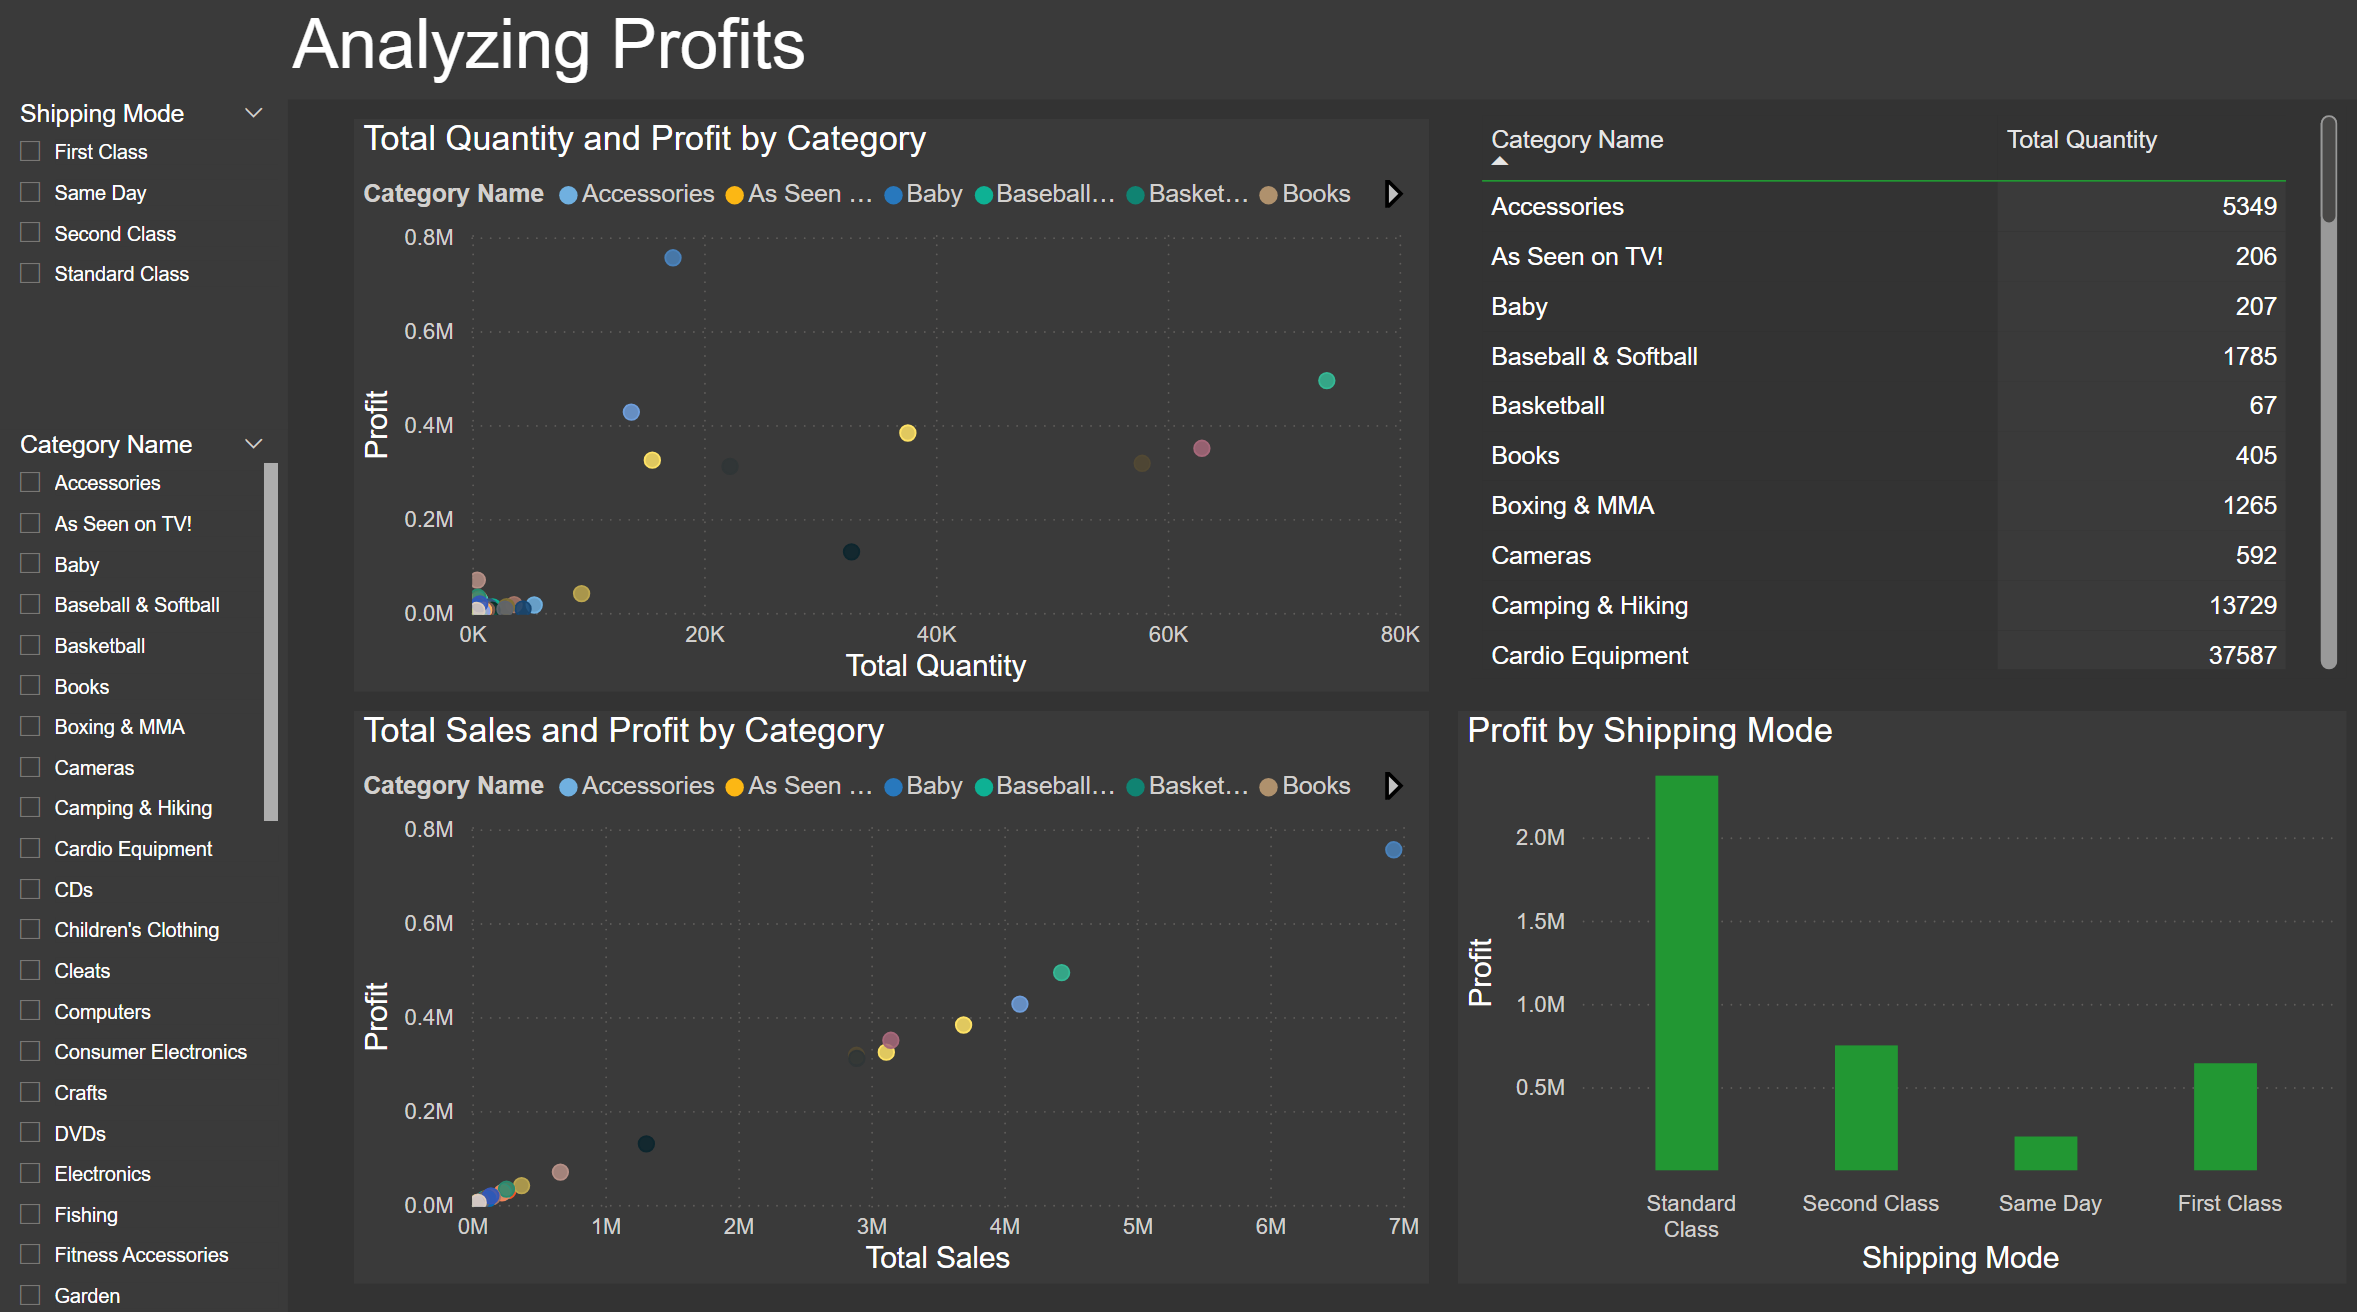 Analyzing Profits
Shipping Mode
First Class
Same Day
Second Class
Standard Class
Category Name
Accessories
As Seen on TV!
Baby
Baseball & Softball
Basketball
Books
Boxing & MMA
Cameras
Camping & Hiking
Cardio Equipment
CDs
Children's Clothing
Cleats
Computers
Consumer Electronics
Crafts
DVDs
Electronics
Fishing
Fitness Accessories
Garden
Total Quantity and Profit by Category
Category Name Accessories As Seen ... Baby Baseball... Basket... Books
0.8M
0.6M
0.4M
0.2M
0.0M
Profit
0K 20K 40K 60K 80K
Total Quantity
Category Name Total Quantity
Accessories 5349
As Seen on TV! 206
Baby 207
Baseball & Softball 1785
Basketball 67
Books 405
Boxing & MMA 1265
Cameras 592
Camping & Hiking 13729
Cardio Equipment 37587
Total Sales and Profit by Category
Category Name Accessories As Seen ... Baby Baseball... Basket... Books
0.8M
0.6M
0.4M
0.2M
0.0M
Profit
0M 1M 2M 3M 4M 5M 6M 7M
Total Sales
Profit by Shipping Mode
2.0M
1.5M
1.0M
0.5M
Profit
Standard Class Second Class Same Day First Class
Shipping Mode